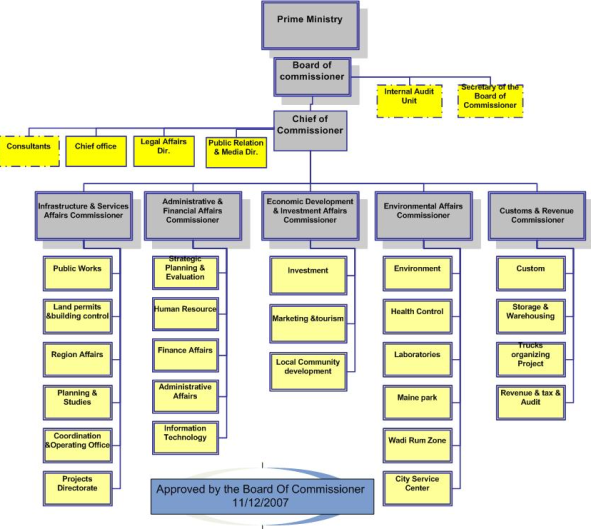 Prime Ministry
Board of
commissioner
Internal Audit
Unit
Secretary of the
Board of
Commissioner
Chief of
Commissioner
Consultants
Chief office
Legal Affairs
Dir.
Public Relation
& Media Dir.
Infrastructure & Services
Affairs Commissioner
Administrative &
Financial Affairs
Commissioner
Economic Development
& Investment Affairs
Commissioner
Environmental Affairs
Commissioner
Customs & Revenue
Commissioner
Public Works
Land permits
&building control
Region Affairs
Planning &
Studies
Coordination
&Operating Office
Projects
Directorate
Strategic
Planning &
Evaluation
Human Resource
Finance Affairs
Administrative
Affairs
Information
Technology
Investment
Marketing &tourism
Local Community
development
Environment
Health Control
Laboratories
Maine park
Wadi Rum Zone
City Service
Center
Custom
Storage &
Warehousing
Trucks
organizing
Project
Revenue & tax &
Audit
Approved by the Board Of Commissioner
11/12/2007